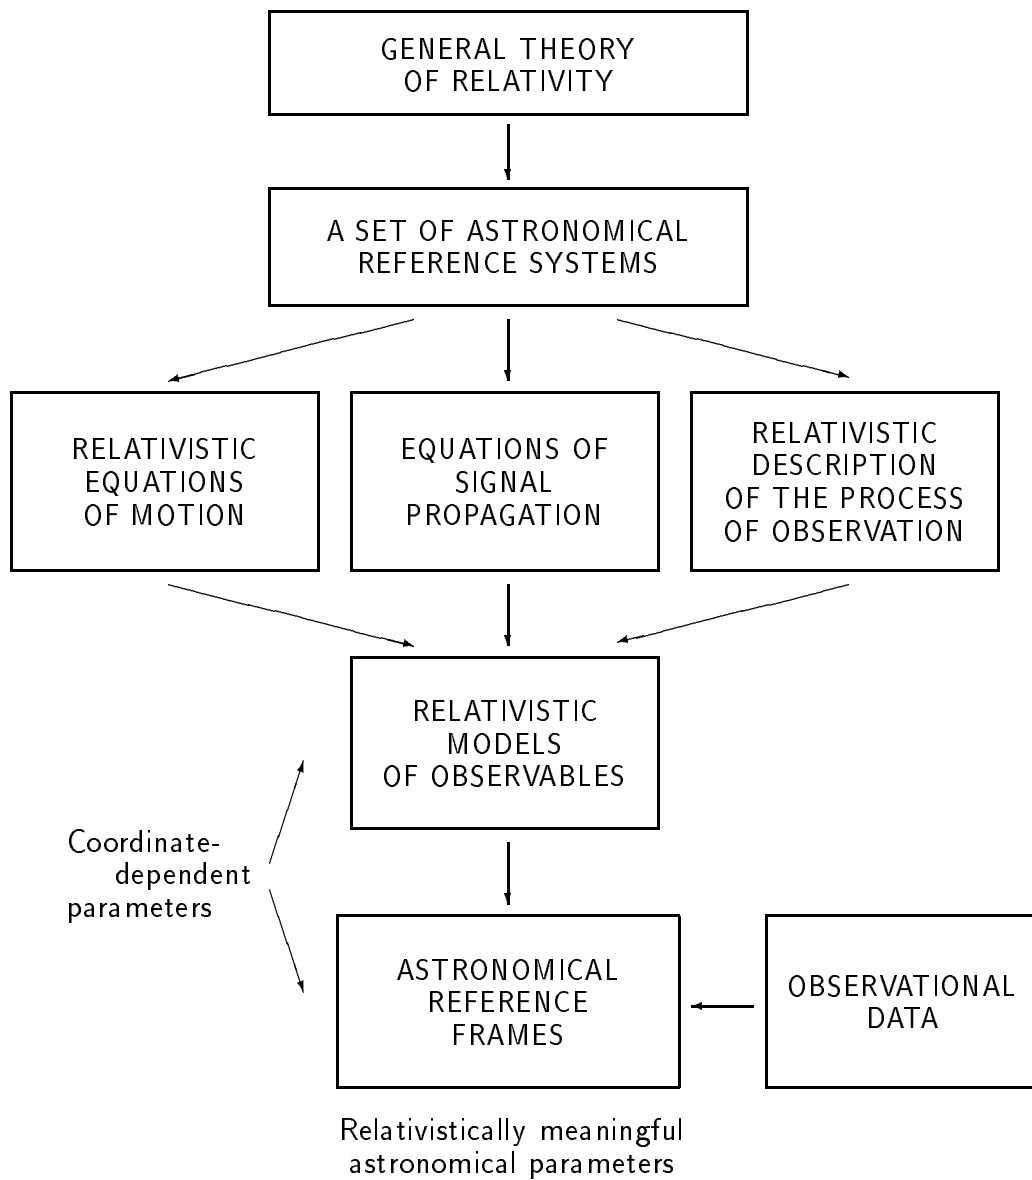 GENERAL THEORY
OF RELATIVITY
A SET OF ASTRONOMICAL
REFERENCE SYSTEMS
RELATIVISTIC
EQUATIONS
OF MOTION
EQUATIONS OF
SIGNAL
PROPAGATION
RELATIVISTIC
DESCRIPTION
OF THE PROCESS
OF OBSERVATION
RELATIVISTIC
MODELS
OF OBSERVABLES
Coordinate-
dependent
parameters
ASTRONOMICAL
REFERENCE
FRAMES
OBSERVATIONAL
DATA
Relativistically meaningful
astronomical parameters